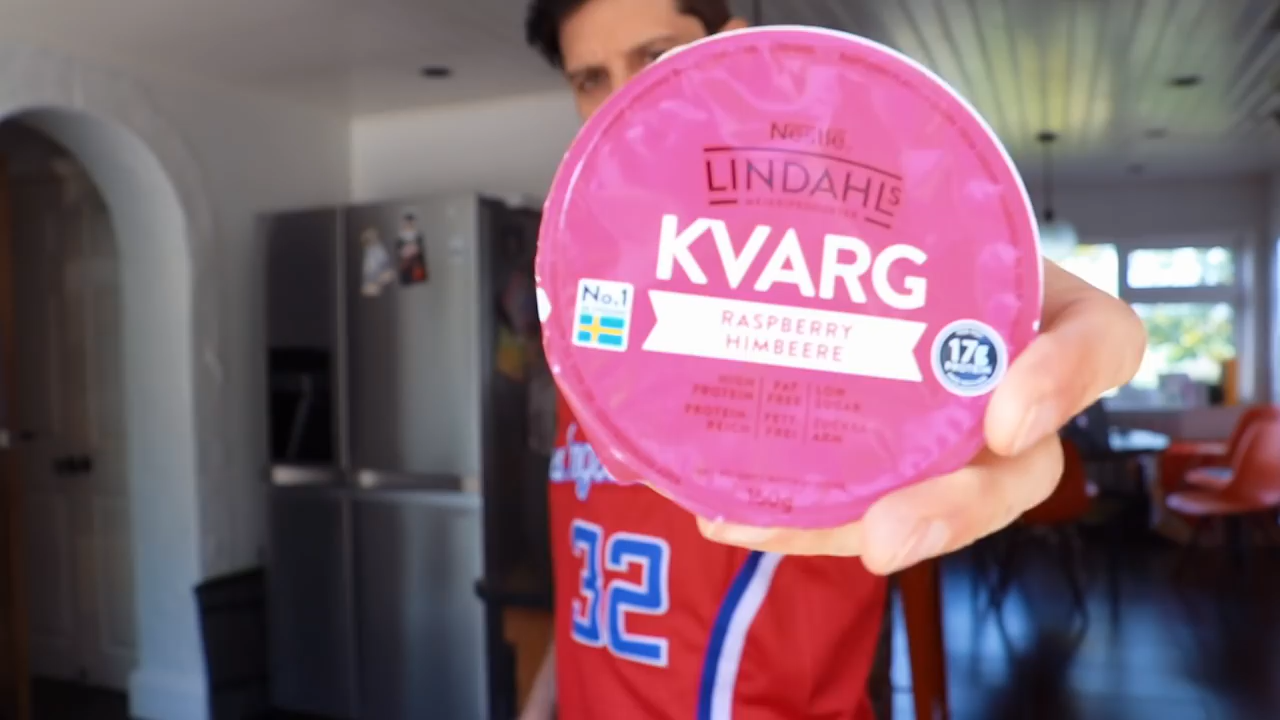 Nestlé.
LINDAHLS
KVARG
No.1
RASPBERRY
HIMBEERE
17g
PROTEIN
HIGH
PROTEIN
FAT
FREE
LOW
SUGAR
PROTEIN
REICH
FETT
FREI
ZUCKER
ARM
150g
32